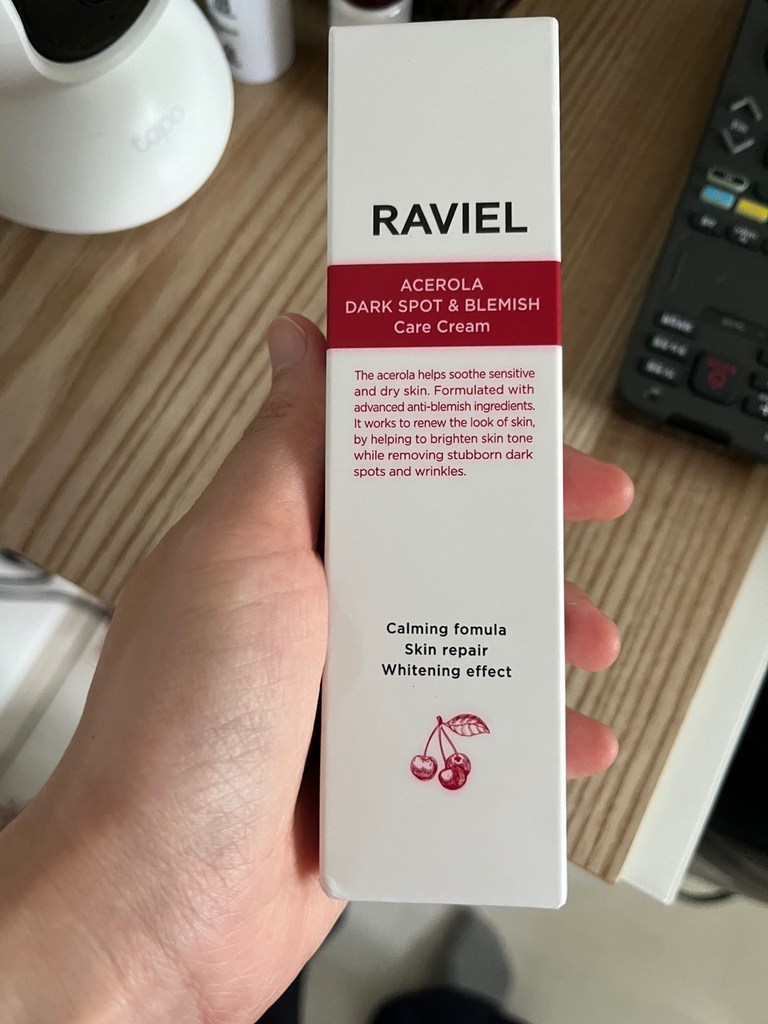 tapo
RAVIEL
ACEROLA
DARK SPOT & BLEMISH
Care Cream
The acerola helps soothe sensitive
and dry skin. Formulated with
advanced anti-blemish ingredients.
It works to renew the look of skin,
by helping to brighten skin tone
while removing stubborn dark
spots and wrinkles.
Calming fomula
Skin repair
Whitening effect